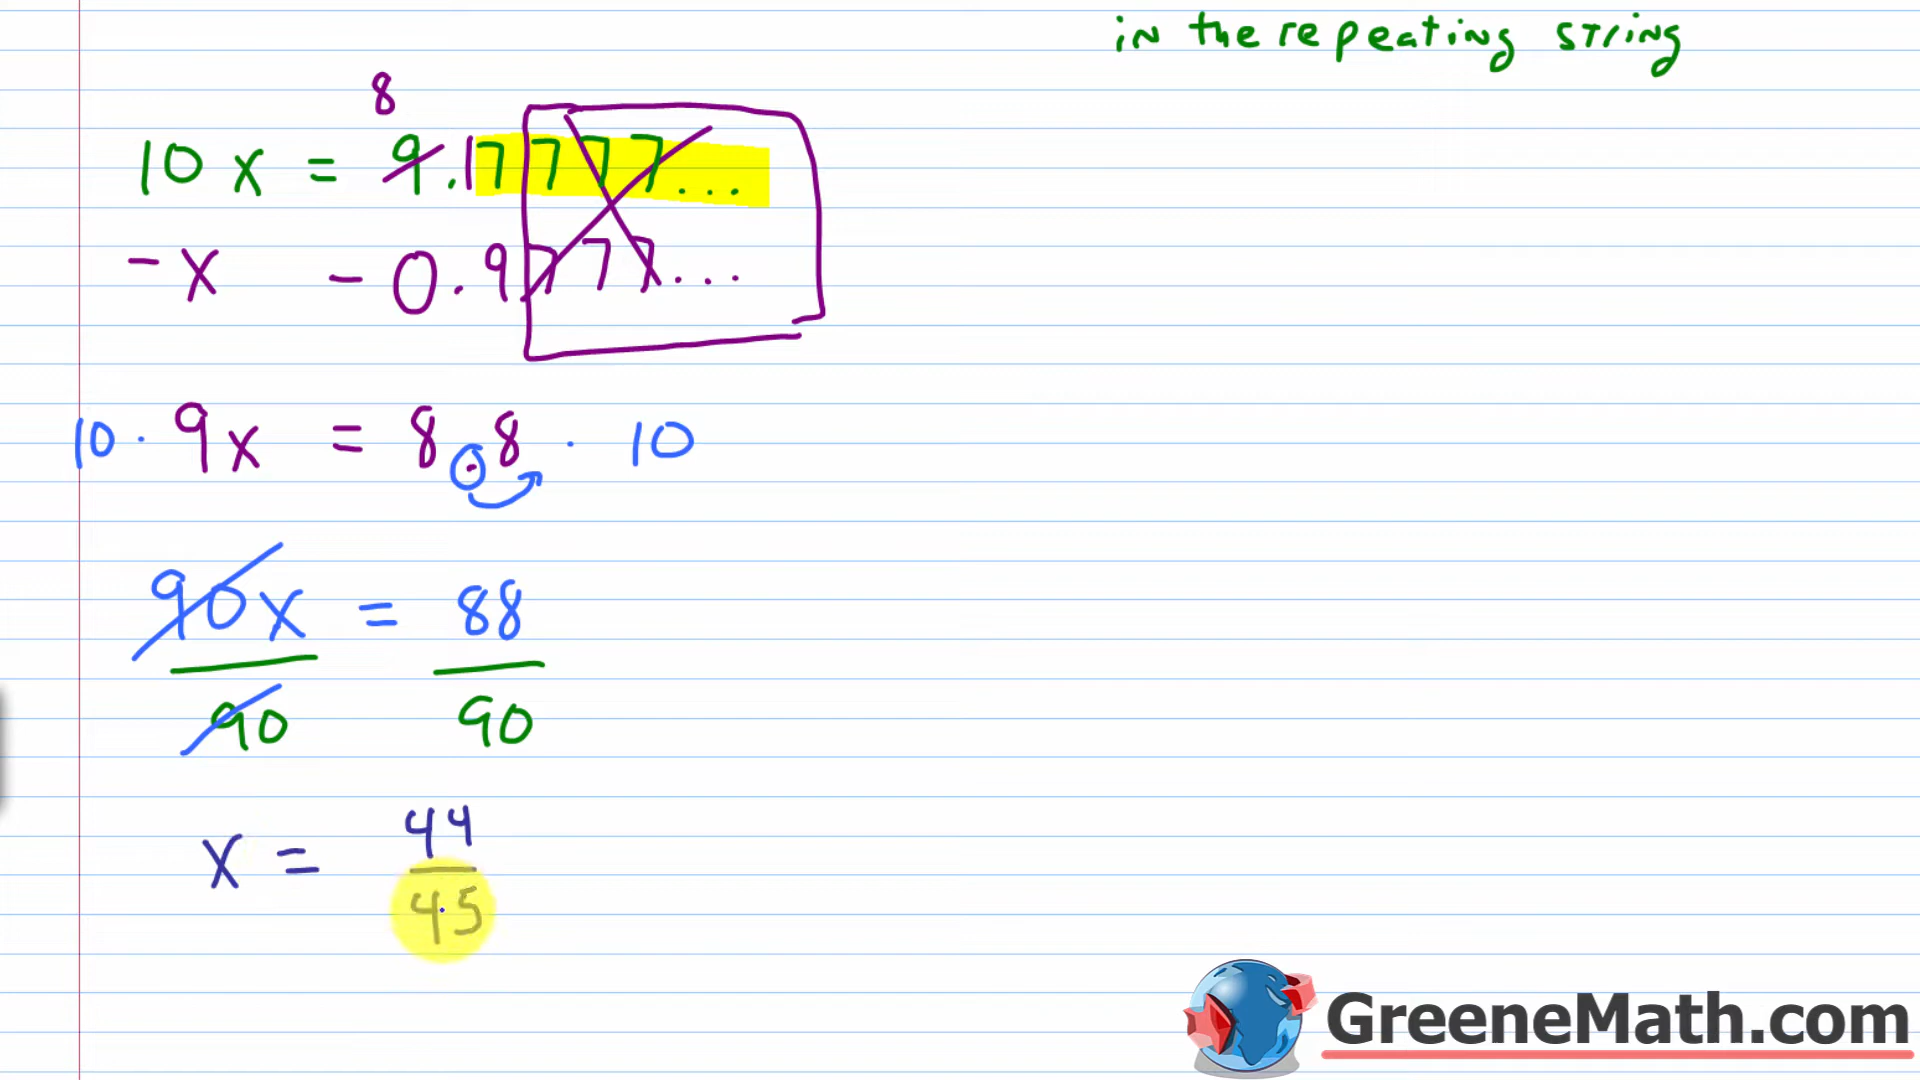 in the repeating string
8
10x = 9.17777...
- x - 0.9777...
10 · 9x = 8.8 · 10
90x = 88
90 90
x = 44
45
GreeneMath.com